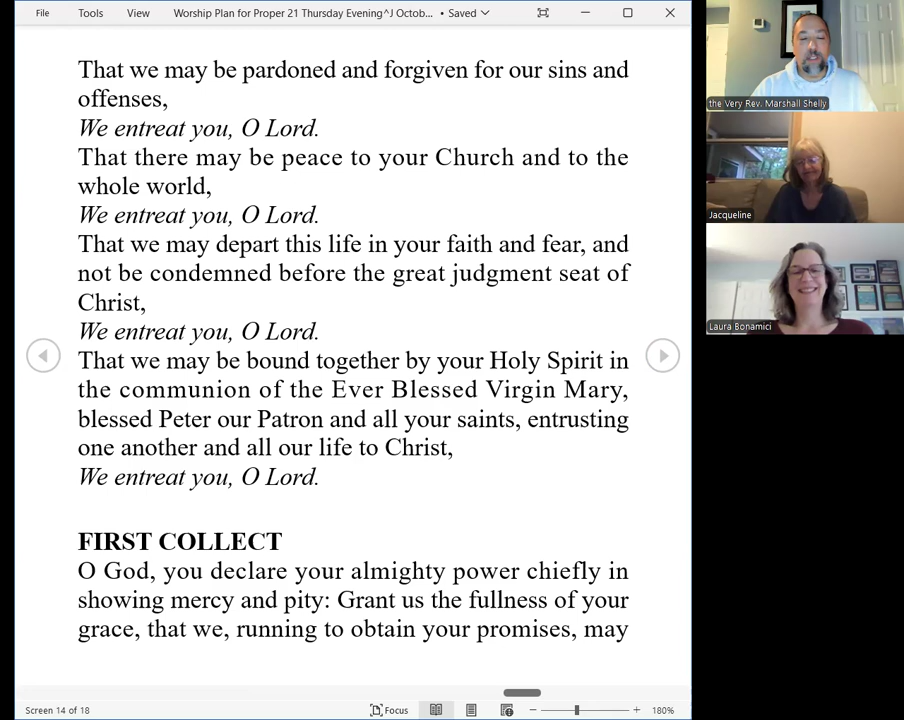 File Tools View Worship Plan for Proper 21 Thursday Evening^J Octob... • Saved
That we may be pardoned and forgiven for our sins and
offenses,
We entreat you, O Lord.
That there may be peace to your Church and to the
whole world,
We entreat you, O Lord.
That we may depart this life in your faith and fear, and
not be condemned before the great judgment seat of
Christ,
We entreat you, O Lord.
That we may be bound together by your Holy Spirit in
the communion of the Ever Blessed Virgin Mary,
blessed Peter our Patron and all your saints, entrusting
one another and all our life to Christ,
We entreat you, O Lord.
FIRST COLLECT
O God, you declare your almighty power chiefly in
showing mercy and pity: Grant us the fullness of your
grace, that we, running to obtain your promises, may
Screen 14 of 18 Focus 180%
the Very Rev. Marshall Shelly
Jacqueline
Laura Bonamici